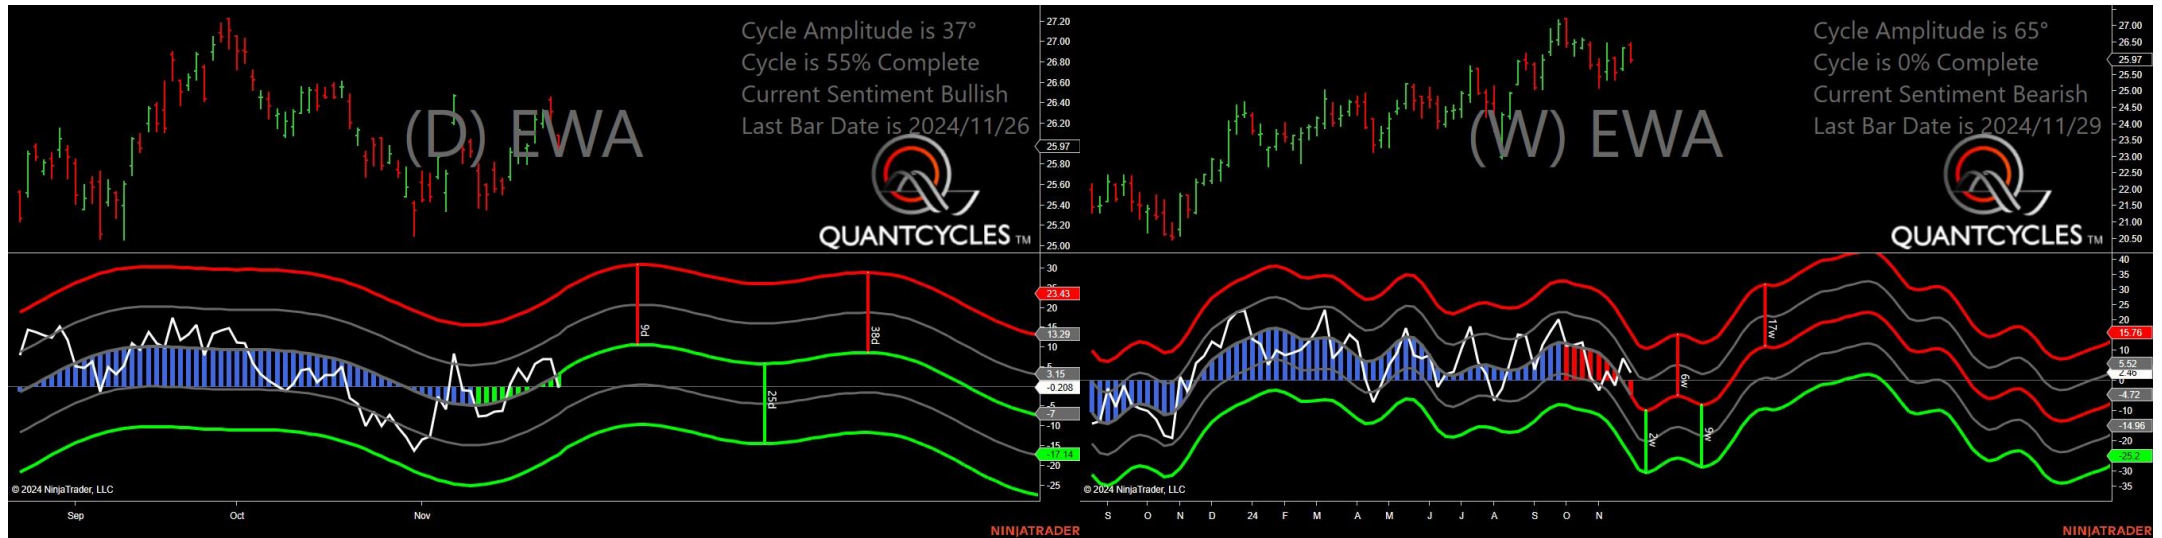 Cycle Amplitude is 37°
Cycle is 55% Complete
Current Sentiment Bullish
Last Bar Date is 2024/11/26
(D) EWA
QUANTCYCLES TM
27.20
27.00
26.80
26.60
26.40
26.20
25.97
25.80
25.60
25.40
25.20
25.00
30
23.43
20
13.29
10
3.15
-0.208
-7
-10
-15
-17.14
-20
-25
9d
25d
38d
© 2024 NinjaTrader, LLC
Sep
Oct
Nov
NINJATRADER
Cycle Amplitude is 65°
Cycle is 0% Complete
Current Sentiment Bearish
Last Bar Date is 2024/11/29
(W) EWA
QUANTCYCLES TM
27.00
26.50
25.97
25.50
25.00
24.50
24.00
23.50
23.00
22.50
22.00
21.50
21.00
20.50
40
35
30
20
15.76
10
5.52
2.46
0
-4.72
-10
-14.96
-20
-25.2
-30
-35
2w
6w
9w
17w
© 2024 NinjaTrader, LLC
S O N D 24 F M A M J J A S O N
NINJATRADER